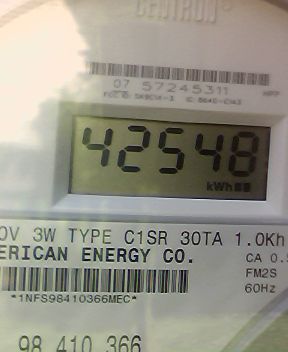 CENTRON®
07 57245311
42548
kWh
0V 3W TYPE C1SR 30TA 1.0Kh
ERICAN ENERGY CO.
CA 0.5
FM2S
60Hz
*1NFS98410366MEC*
98 410 366